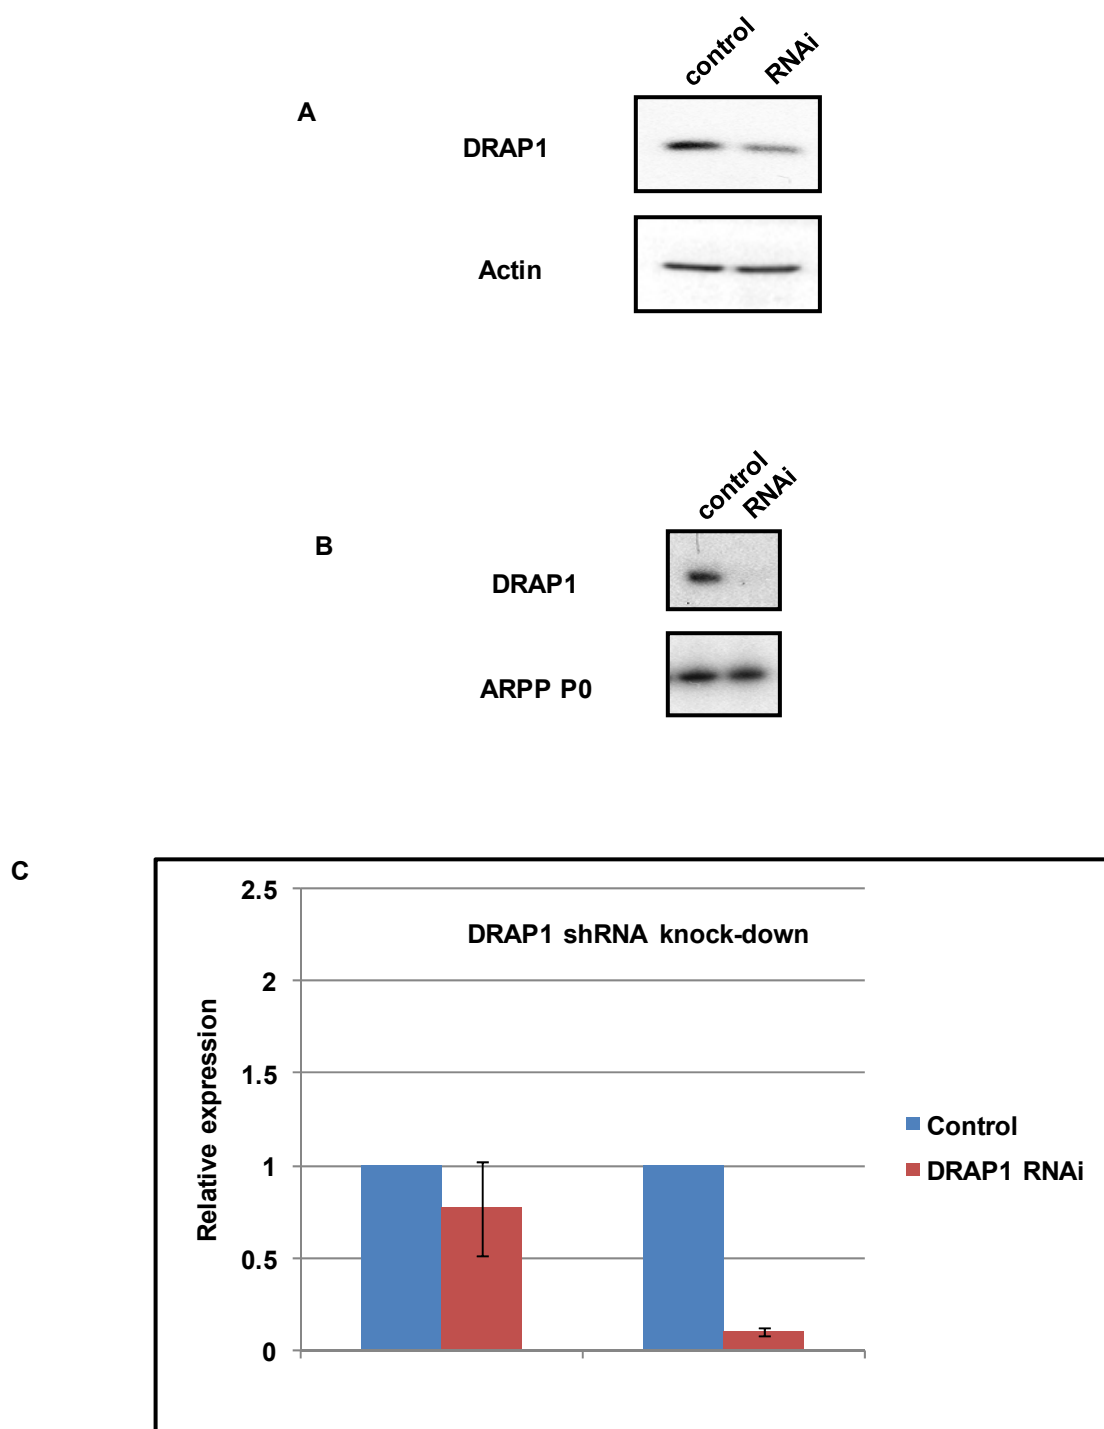 control RNAi
A
DRAP1
Actin
control RNAi
B
DRAP1
ARPP P0
C
DRAP1 shRNA knock-down
2.5
2
1.5
1
0.5
0
Relative expression
Control
DRAP1 RNAi